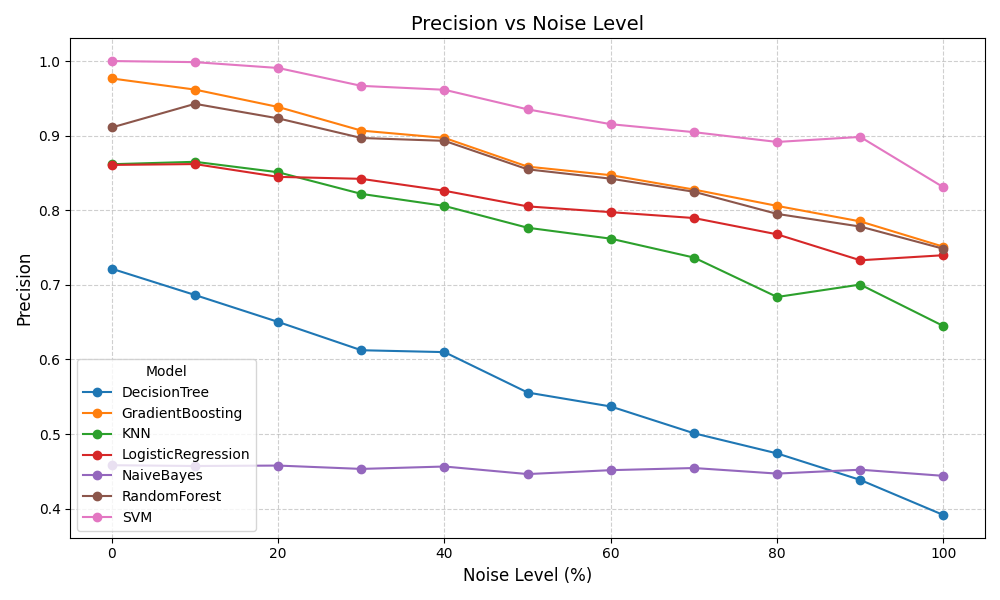 Precision vs Noise Level
Precision
1.0
0.9
0.8
0.7
0.6
0.5
0.4
Model
DecisionTree
GradientBoosting
KNN
LogisticRegression
NaiveBayes
RandomForest
SVM
0 20 40 60 80 100
Noise Level (%)